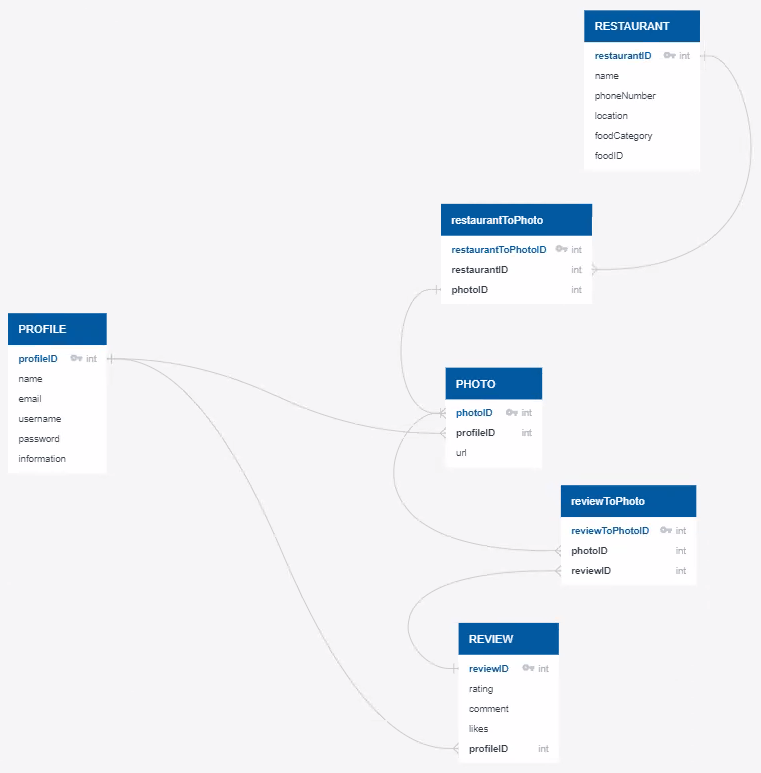 RESTAURANT
restaurantID int
name
phoneNumber
location
foodCategory
foodID
restaurantToPhoto
restaurantToPhotoID int
restaurantID int
photoID int
PROFILE
profileID int
name
email
username
password
information
PHOTO
photoID int
profileID int
url
reviewToPhoto
reviewToPhotoID int
photoID int
reviewID int
REVIEW
reviewID int
rating
comment
likes
profileID int